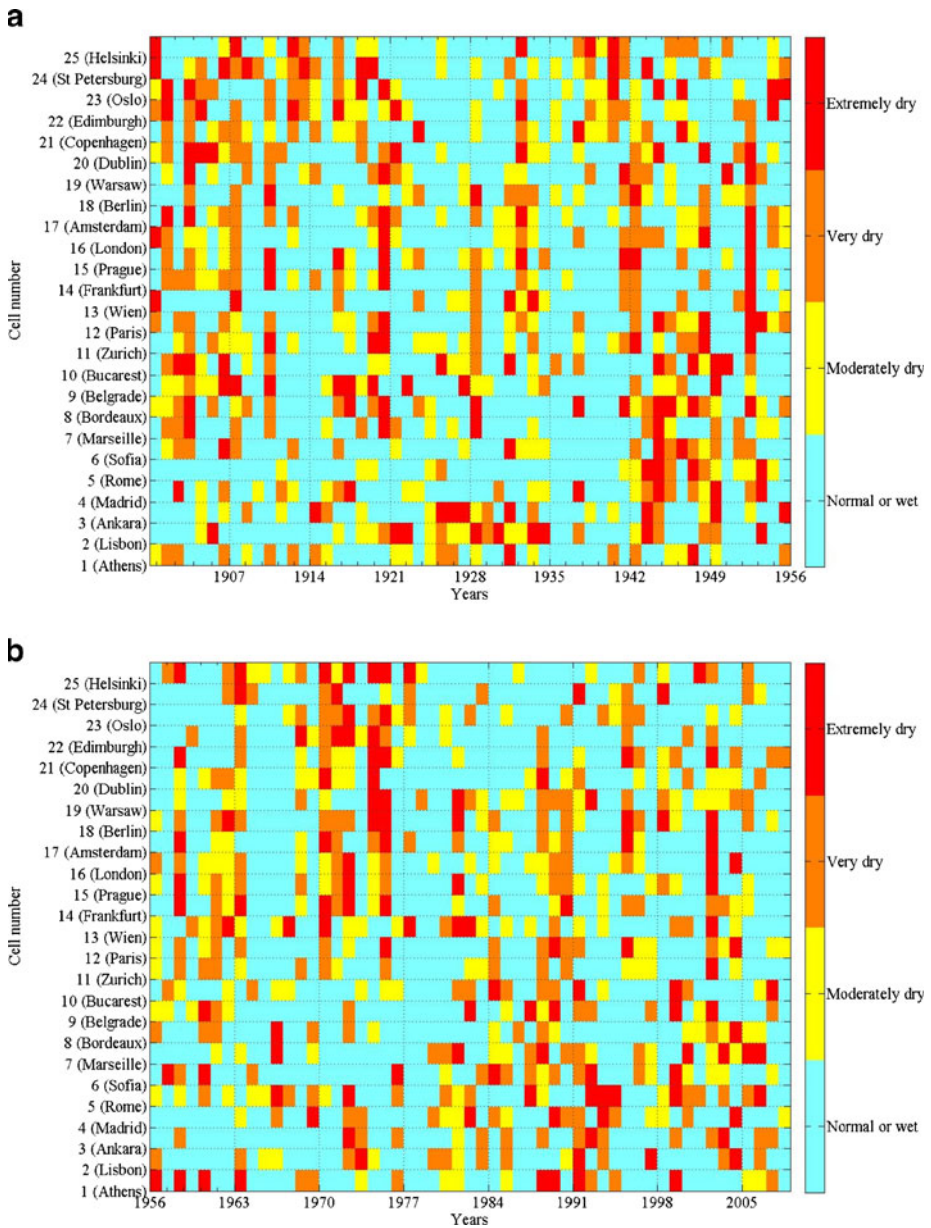 a
25 (Helsinki)
24 (St Petersburg)
23 (Oslo)
22 (Edimburgh)
21 (Copenhagen)
20 (Dublin)
19 (Warsaw)
18 (Berlin)
17 (Amsterdam)
16 (London)
15 (Prague)
14 (Frankfurt)
13 (Wien)
12 (Paris)
11 (Zurich)
10 (Bucarest)
9 (Belgrade)
8 (Bordeaux)
7 (Marseille)
6 (Sofia)
5 (Rome)
4 (Madrid)
3 (Ankara)
2 (Lisbon)
1 (Athens)
Cell number
1907 1914 1921 1928 1935 1942 1949 1956
Years
Extremely dry
Very dry
Moderately dry
Normal or wet
b
25 (Helsinki)
24 (St Petersburg)
23 (Oslo)
22 (Edimburgh)
21 (Copenhagen)
20 (Dublin)
19 (Warsaw)
18 (Berlin)
17 (Amsterdam)
16 (London)
15 (Prague)
14 (Frankfurt)
13 (Wien)
12 (Paris)
11 (Zurich)
10 (Bucarest)
9 (Belgrade)
8 (Bordeaux)
7 (Marseille)
6 (Sofia)
5 (Rome)
4 (Madrid)
3 (Ankara)
2 (Lisbon)
1 (Athens)
Cell number
1956 1963 1970 1977 1984 1991 1998 2005
Years
Extremely dry
Very dry
Moderately dry
Normal or wet